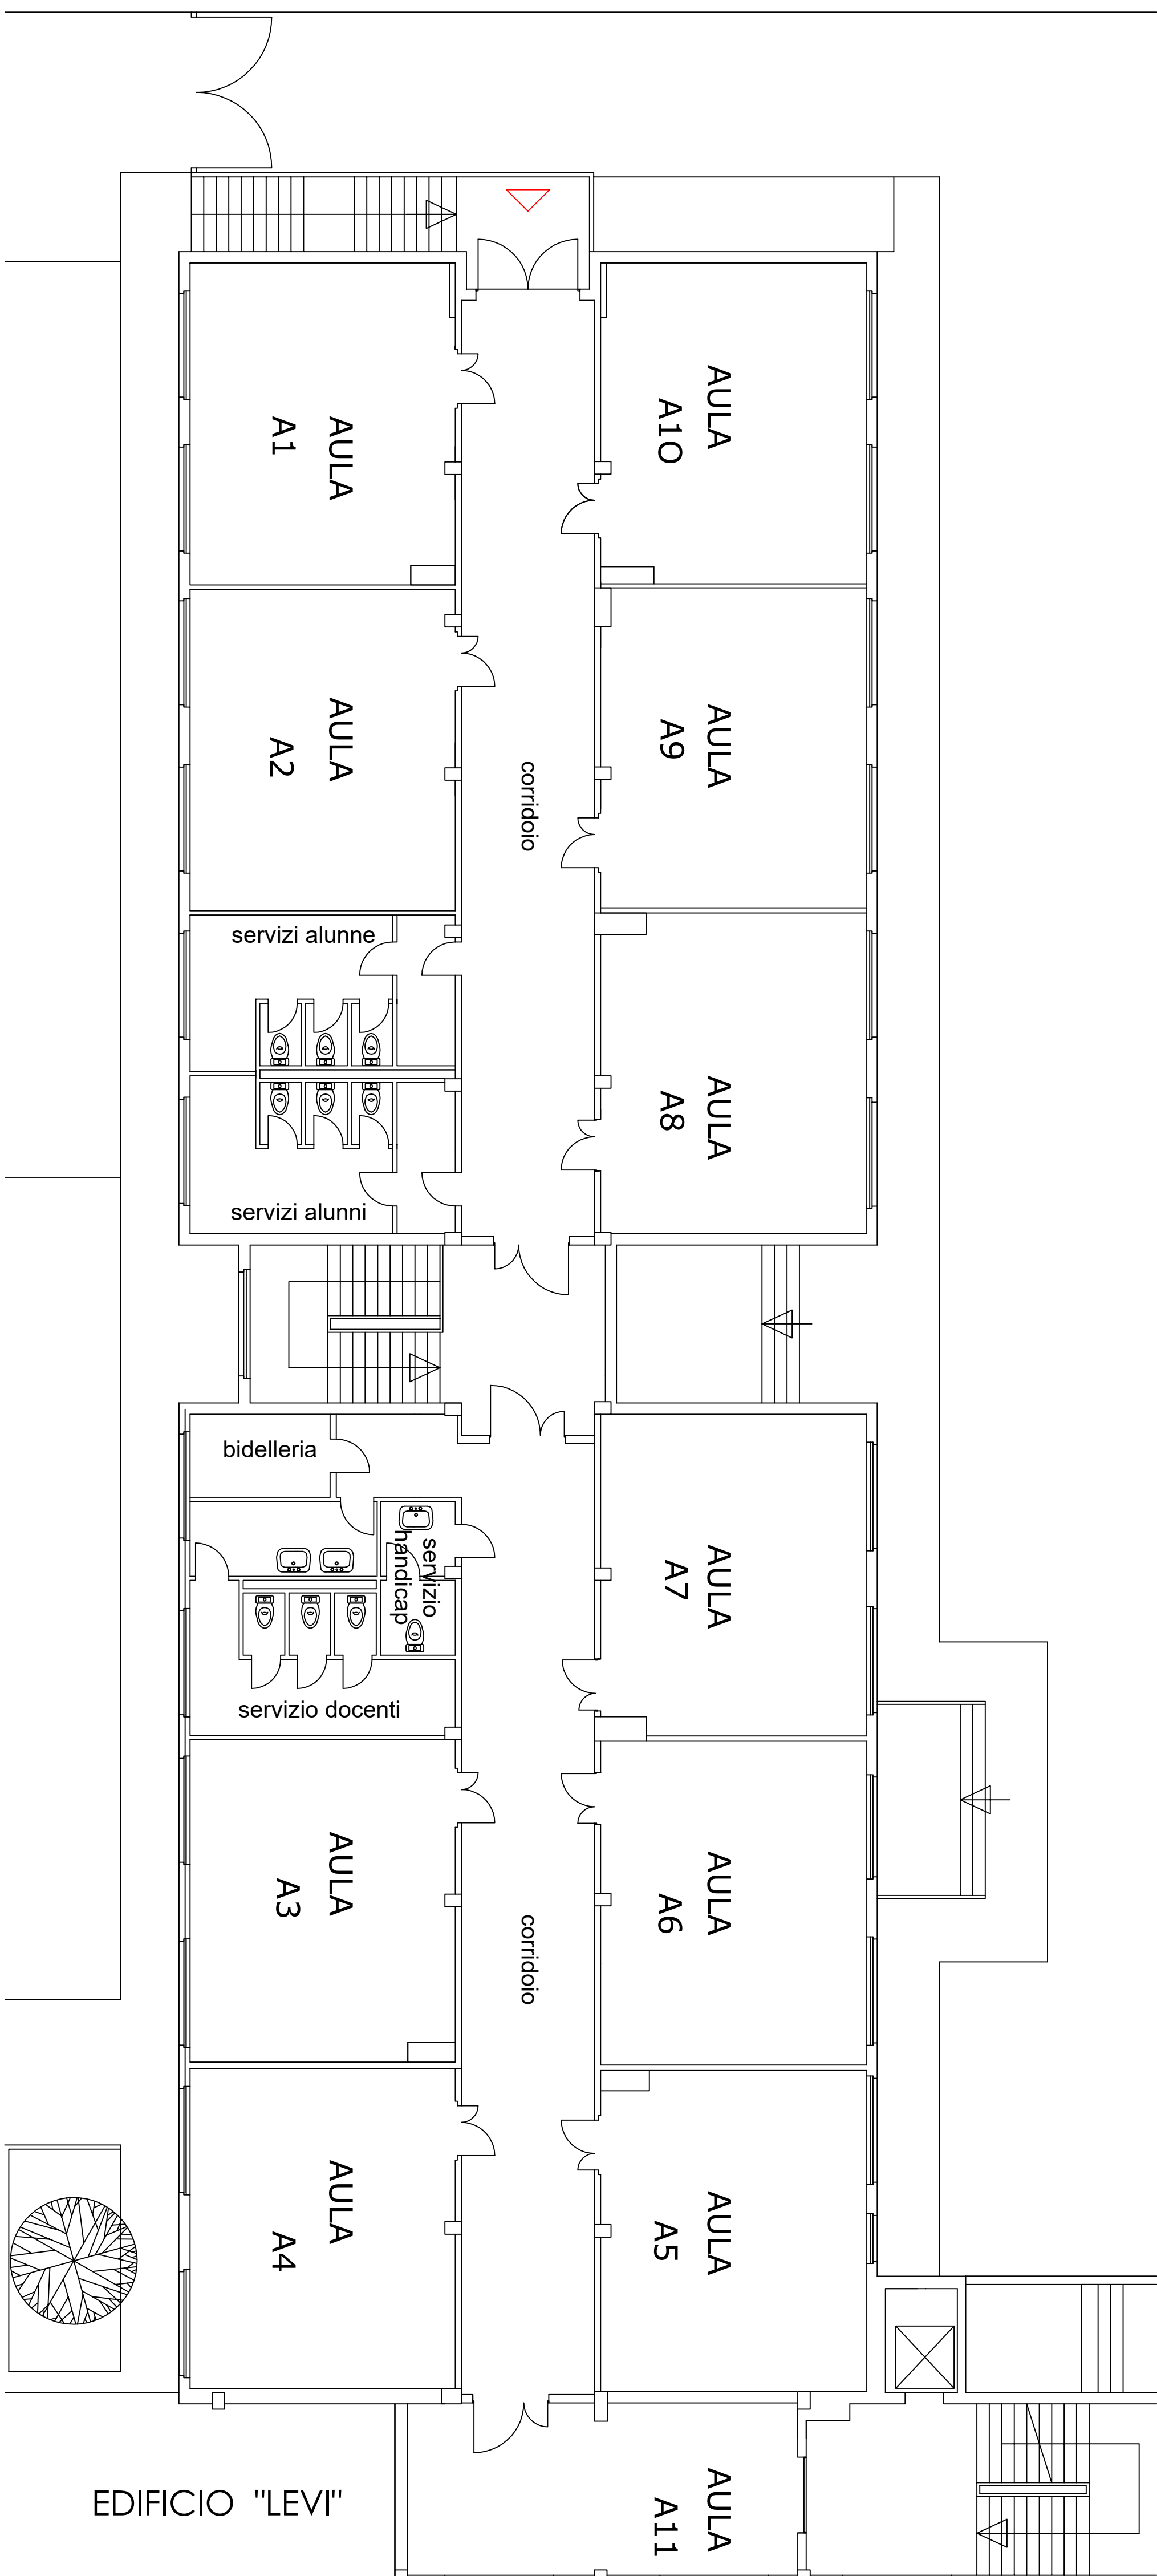 AULA
A1
AULA
A10
AULA
A2
AULA
A9
corridoio
servizi alunne
AULA
A8
servizi alunni
bidelleria
servizio
handicap
AULA
A7
servizio docenti
AULA
A3
AULA
A6
corridoio
AULA
A4
AULA
A5
EDIFICIO "LEVI"
AULA
A11